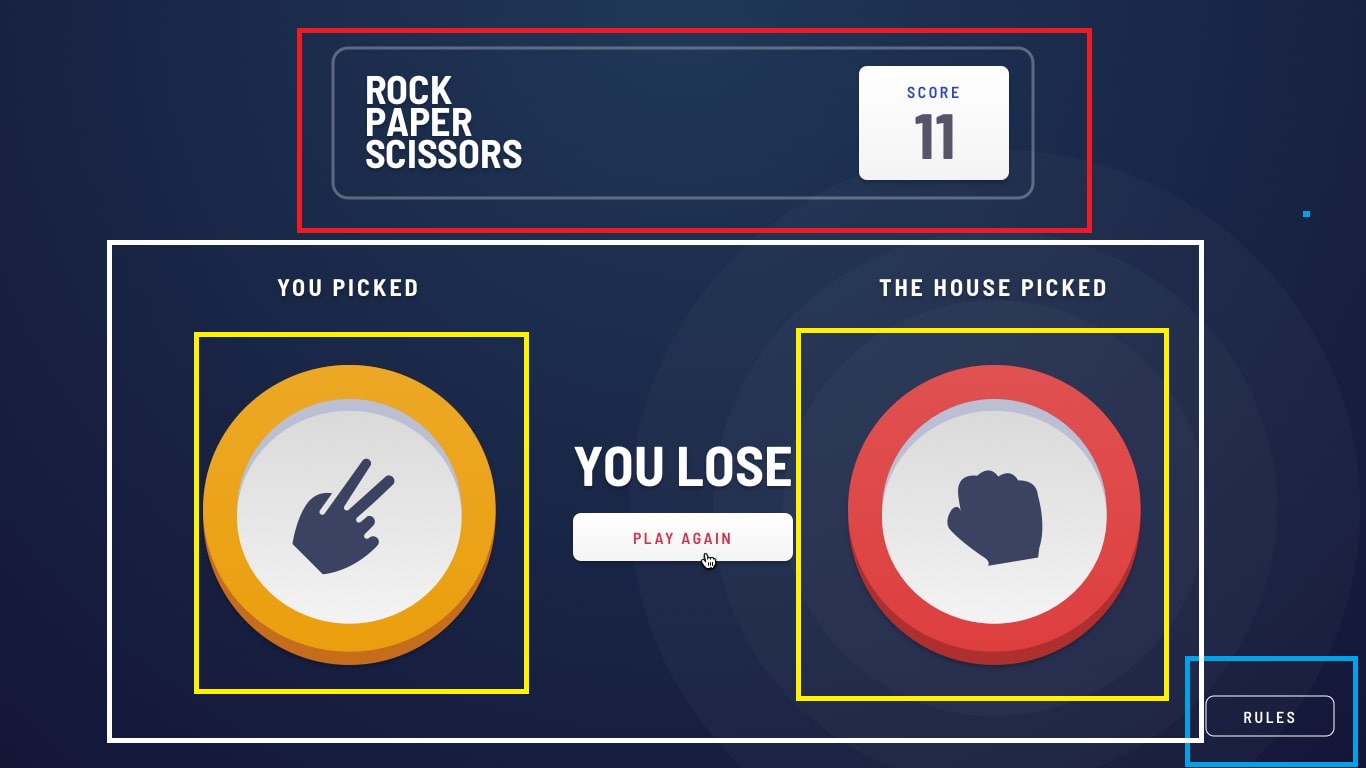 ROCK
PAPER
SCISSORS
SCORE
11
YOU PICKED
THE HOUSE PICKED
YOU LOSE
PLAY AGAIN
RULES